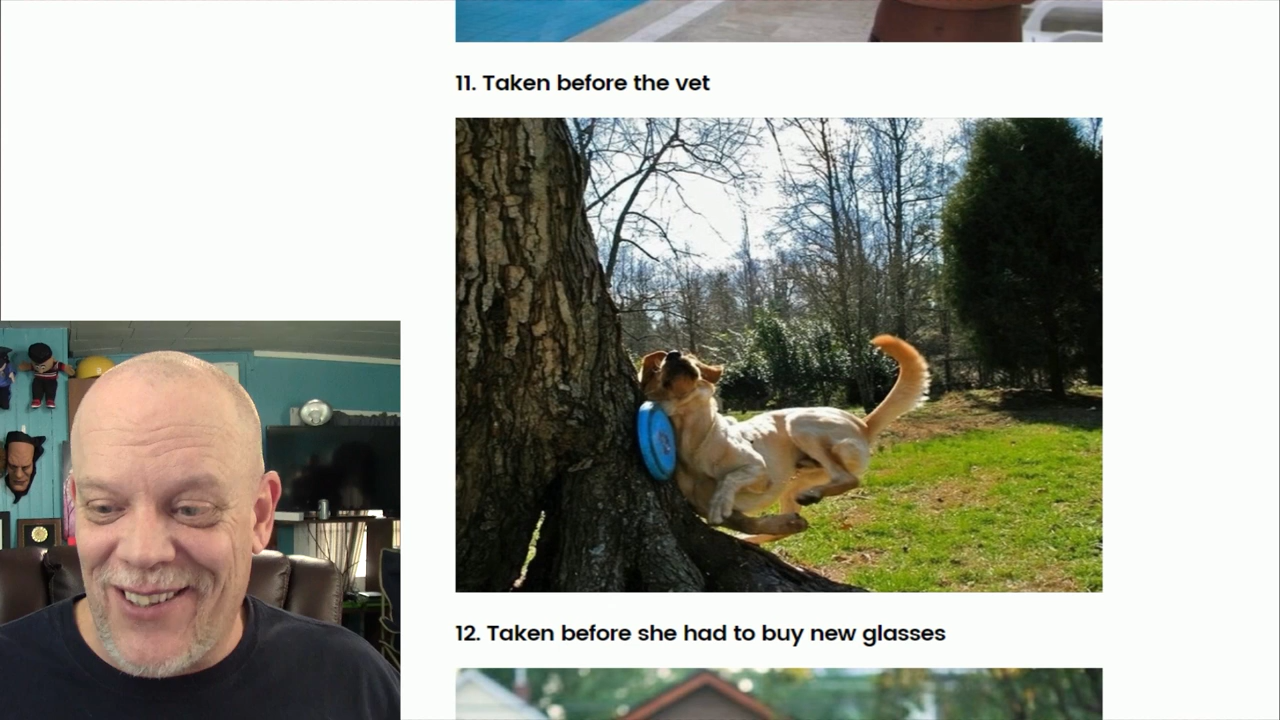 11. Taken before the vet
12. Taken before she had to buy new glasses